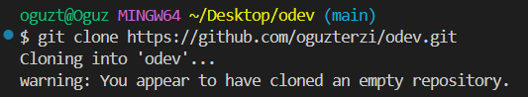 oguzt@Oguz MINGW64 ~/Desktop/odev (main)
$ git clone https://github.com/oguzterzi/odev.git
Cloning into 'odev'...
warning: You appear to have cloned an empty repository.